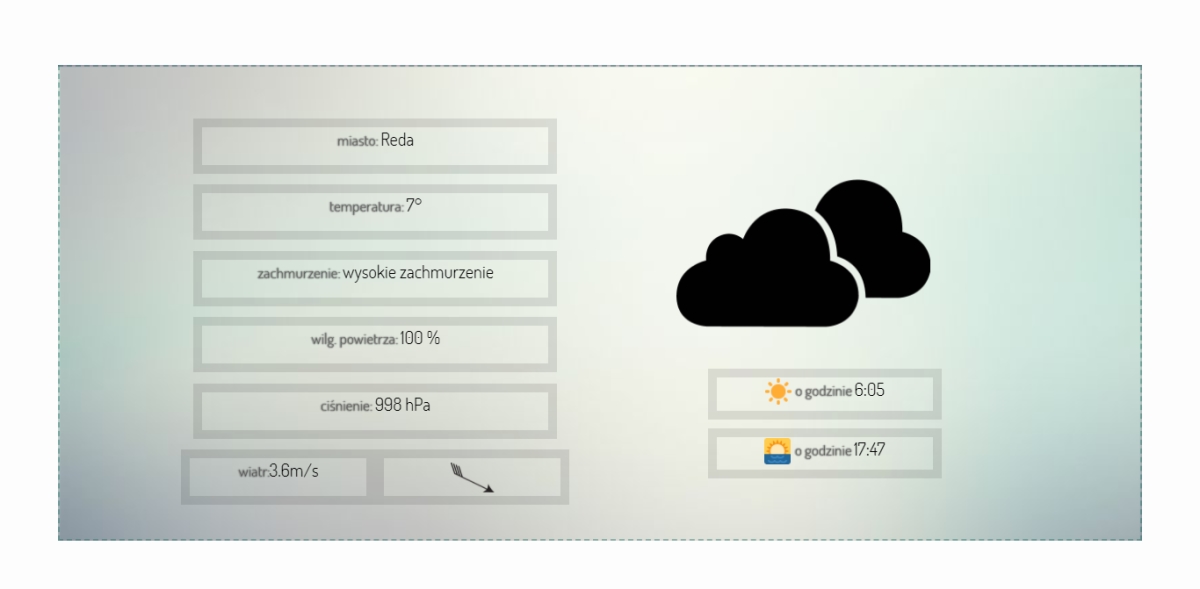 miasto: Reda
temperatura: 7°
zachmurzenie: wysokie zachmurzenie
wilg. powietrza: 100 %
ciśnienie: 998 hPa
wiatr:3.6m/s
o godzinie 6:05
o godzinie 17:47